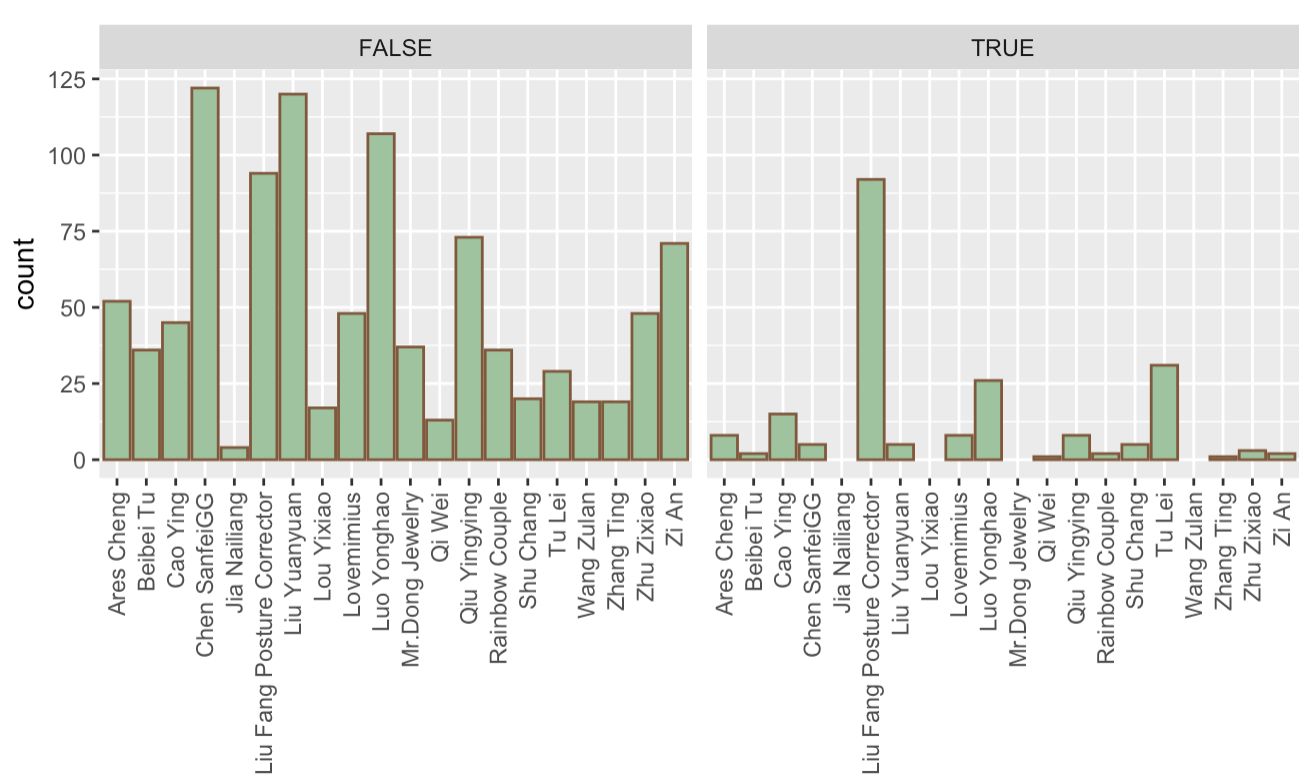 FALSE
TRUE
125
100
75
50
25
0
count
Ares Cheng
Beibei Tu
Cao Ying
Chen SanfeiGG
Jia Nailiang
Liu Fang Posture Corrector
Liu Yuanyuan
Lou Yixiao
Loveminius
Luo Yonghao
Mr.Dong Jewelry
Qi Wei
Qiu Yingying
Rainbow Couple
Shu Chang
Tu Lei
Wang Zulan
Zhang Ting
Zhu Zixiao
Zi An
Ares Cheng
Beibei Tu
Cao Ying
Chen SanfeiGG
Jia Nailiang
Liu Fang Posture Corrector
Liu Yuanyuan
Lou Yixiao
Loveminius
Luo Yonghao
Mr.Dong Jewelry
Qi Wei
Qiu Yingying
Rainbow Couple
Shu Chang
Tu Lei
Wang Zulan
Zhang Ting
Zhu Zixiao
Zi An